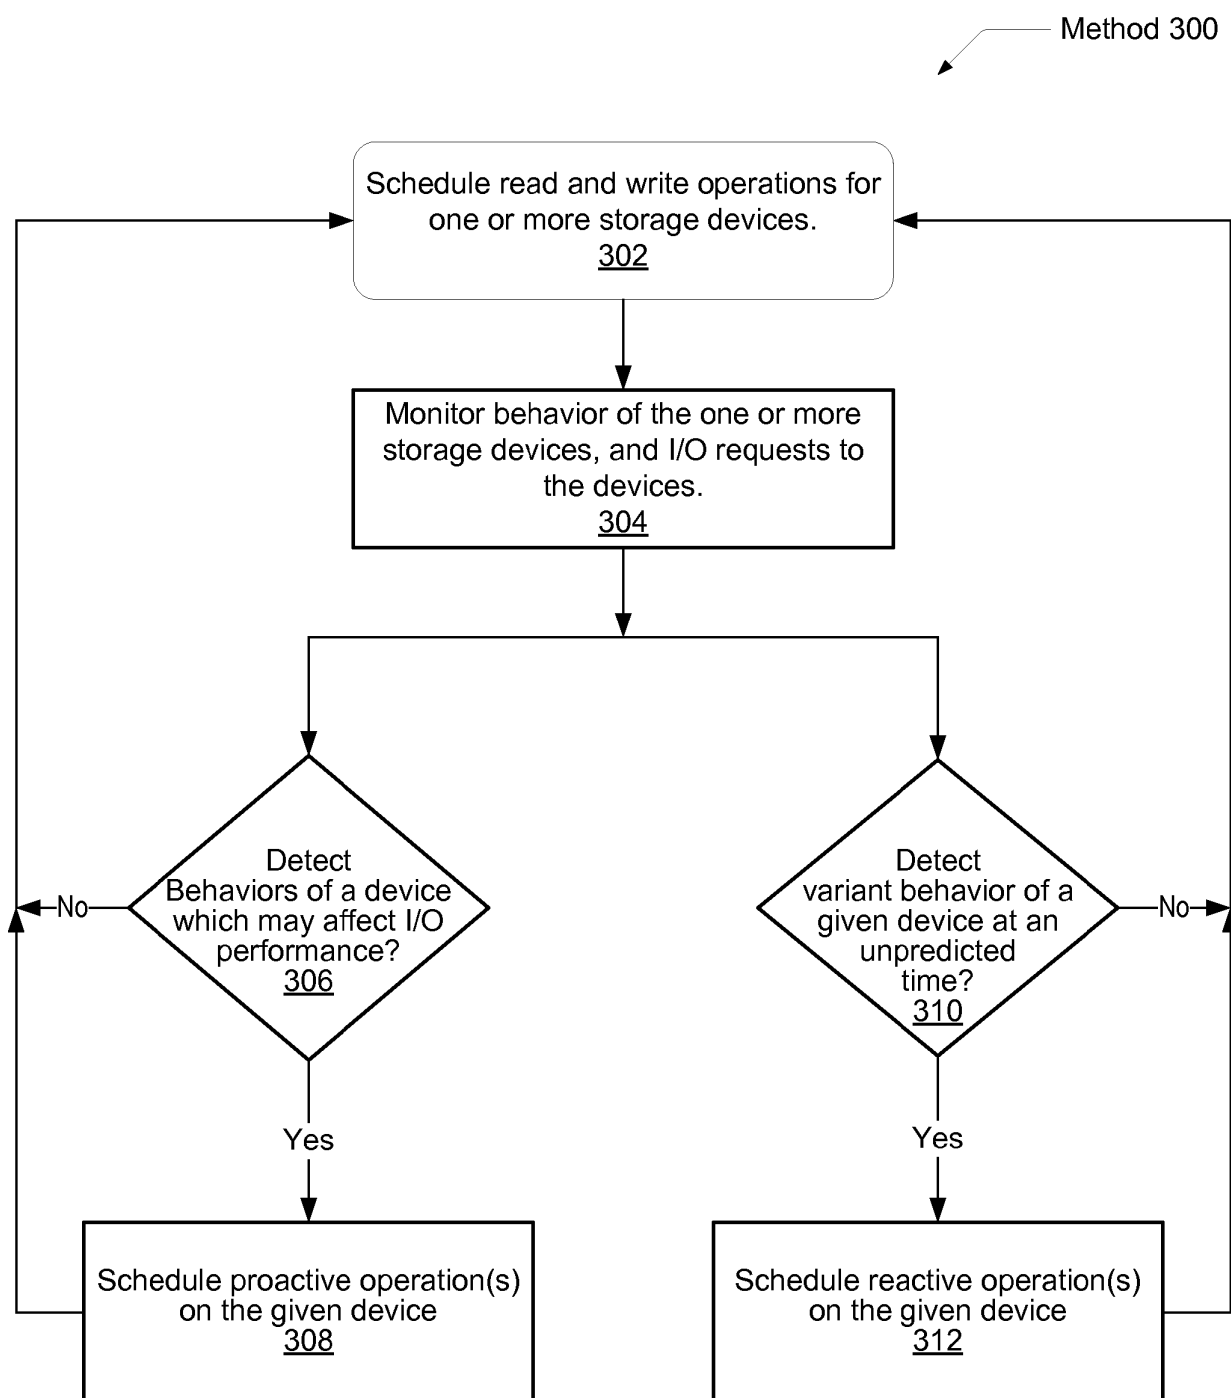 Method 300
Schedule read and write operations for
one or more storage devices.
302
Monitor behavior of the one or more
storage devices, and I/O requests to
the devices.
304
Detect
Behaviors of a device
which may affect I/O
performance?
306
No
Yes
Detect
variant behavior of a
given device at an
unpredicted
time?
310
No
Yes
Schedule proactive operation(s)
on the given device
308
Schedule reactive operation(s)
on the given device
312